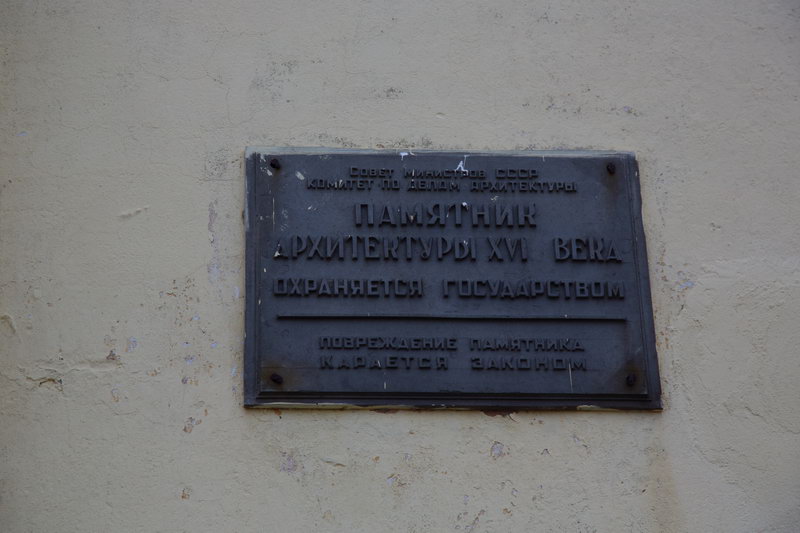 Совет Министров СССР
Комитет по делам архитектуры
ПАМЯТНИК
АРХИТЕКТУРЫ XVI ВЕКА
ОХРАНЯЕТСЯ ГОСУДАРСТВОМ
ПОВРЕЖДЕНИЕ ПАМЯТНИКА
КАРАЕТСЯ ЗАКОНОМ